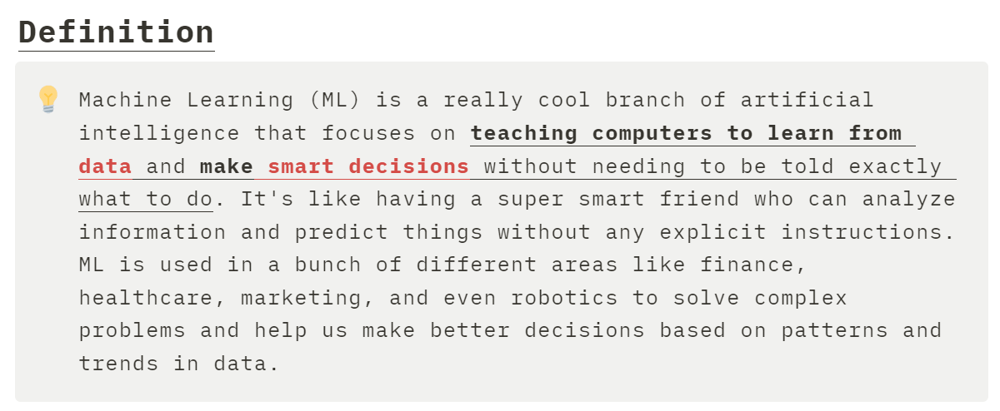 Definition
Machine Learning (ML) is a really cool branch of artificial
intelligence that focuses on teaching computers to learn from
data and make smart decisions without needing to be told exactly
what to do. It's like having a super smart friend who can analyze
information and predict things without any explicit instructions.
ML is used in a bunch of different areas like finance,
healthcare, marketing, and even robotics to solve complex
problems and help us make better decisions based on patterns and
trends in data.